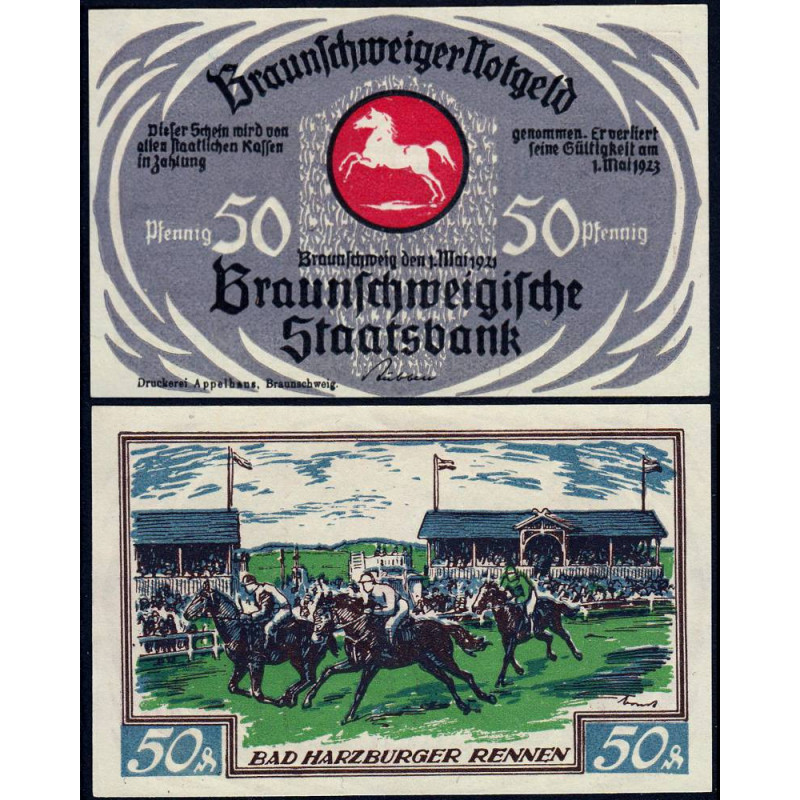 Braunschweiger Notgeld
Dieser Schein wird von
allen staatlichen Kassen
in Zahlung
genommen. Er verliert
seine Gültigkeit am
1. Mai 1923
Pfennig 50
50 Pfennig
Braunschweig den 1. Mai 1921
Braunschweigische
Staatsbank
Druckerei Appelhans, Braunschweig.
50 ₰
BAD HARZBURGER RENNEN
50 ₰